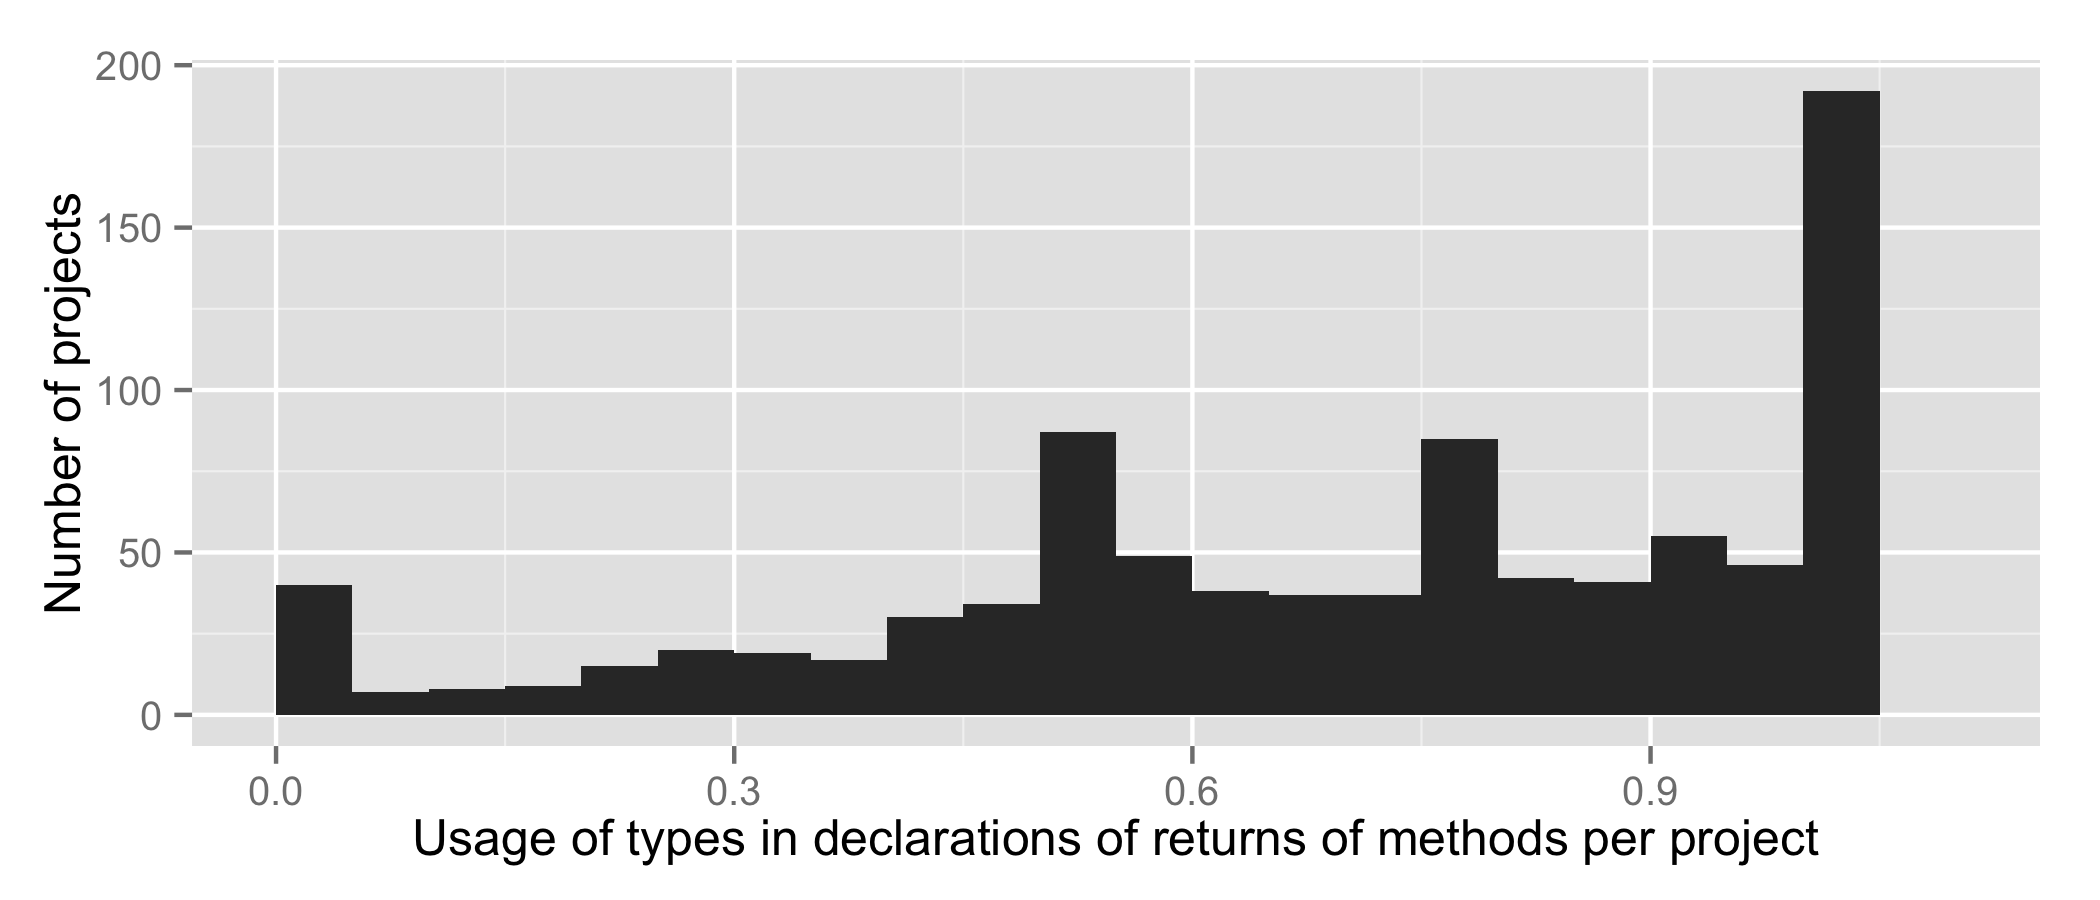 200
150
100
50
0
Number of projects
0.0 0.3 0.6 0.9
Usage of types in declarations of returns of methods per project